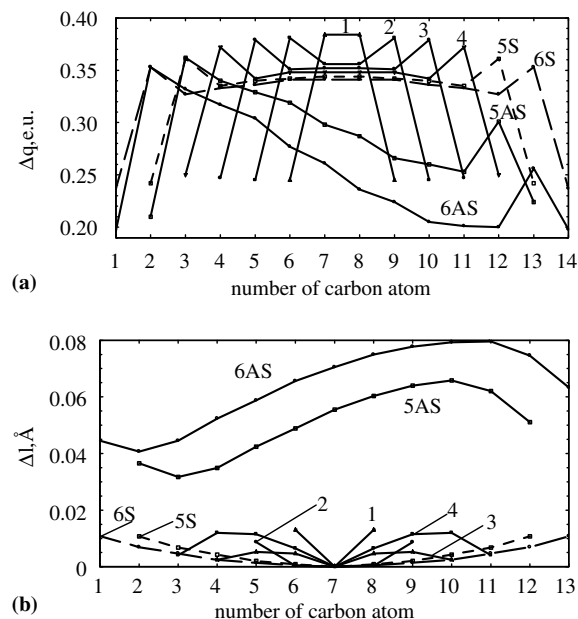 0.40
0.35
0.30
0.25
0.20
Δq,e.u.
1
2
3
4
5S
6S
5AS
6AS
1 2 3 4 5 6 7 8 9 10 11 12 13 14
(a)
number of carbon atom
0.08
0.06
0.04
0.02
0
Δl,Å
6AS
5AS
6S
5S
2
1
4
3
1 2 3 4 5 6 7 8 9 10 11 12 13
(b)
number of carbon atom